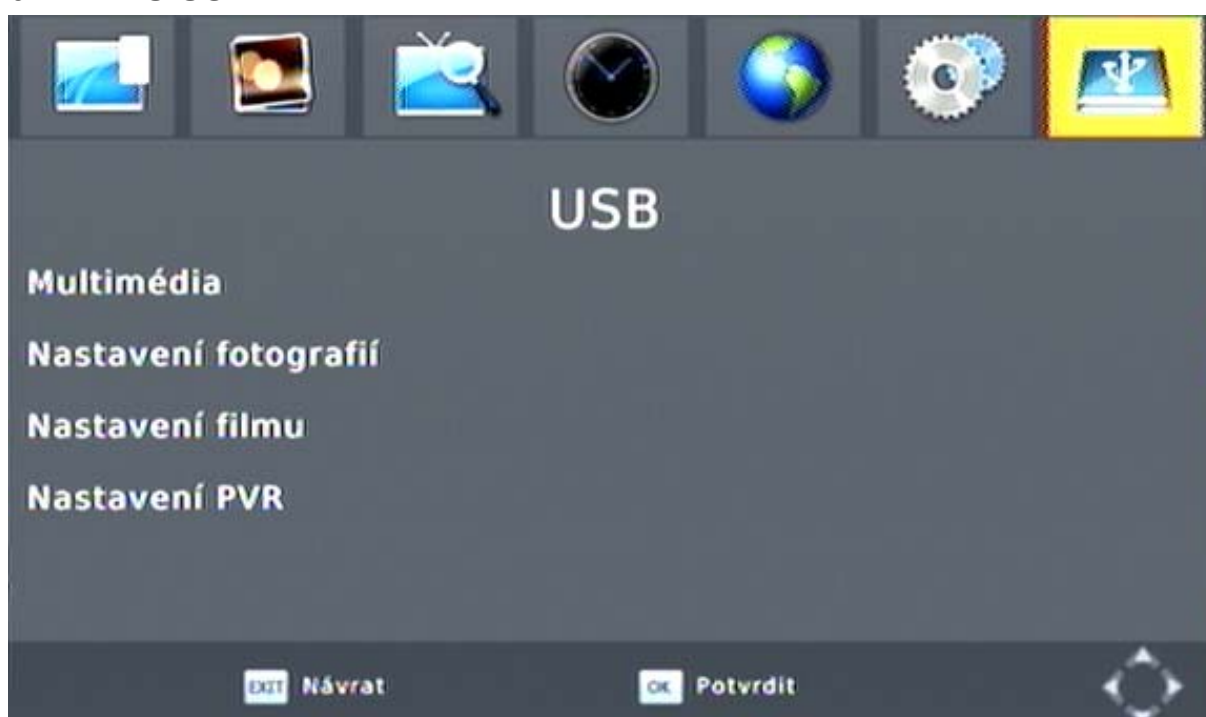 USB
Multimédia
Nastavení fotografií
Nastavení filmu
Nastavení PVR
EXIT Návrat
OK Potvrdit